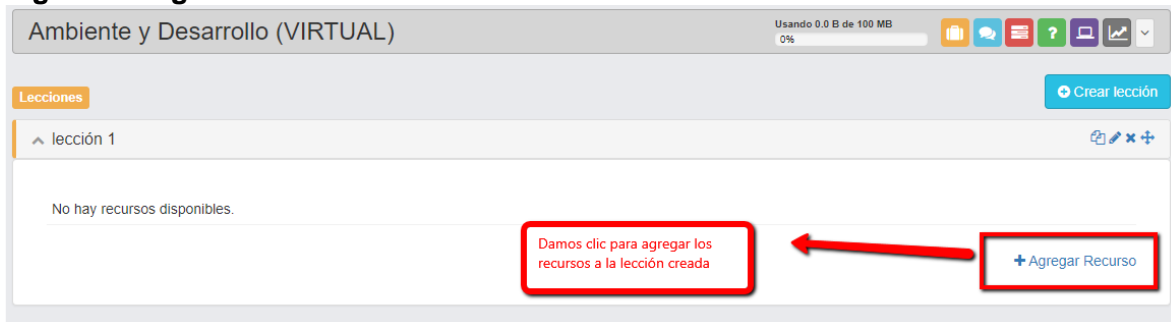 Ambiente y Desarrollo (VIRTUAL)
Usando 0.0 B de 100 MB
0%
Lecciones
Crear lección
lección 1
No hay recursos disponibles.
Damos clic para agregar los
recursos a la lección creada
Agregar Recurso